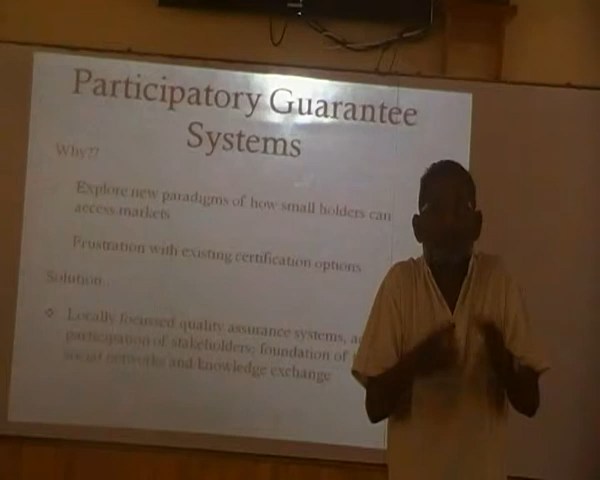 Participatory Guarantee
Systems
Why??
Explore new paradigms of how small holders can
access markets
Frustration with existing certification options
Solution
Locally focussed quality assurance systems,
participation of stakeholders; foundation of
social networks and knowledge exchange